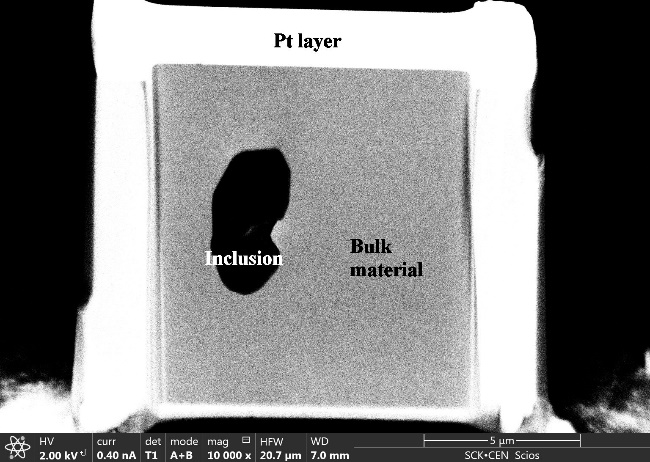 Pt layer
Inclusion
Bulk
material
HV curr det mode mag HFW WD 5 μm
2.00 kV 0.40 nA T1 A+B 10 000 x 20.7 μm 7.0 mm SCK•CEN Scios